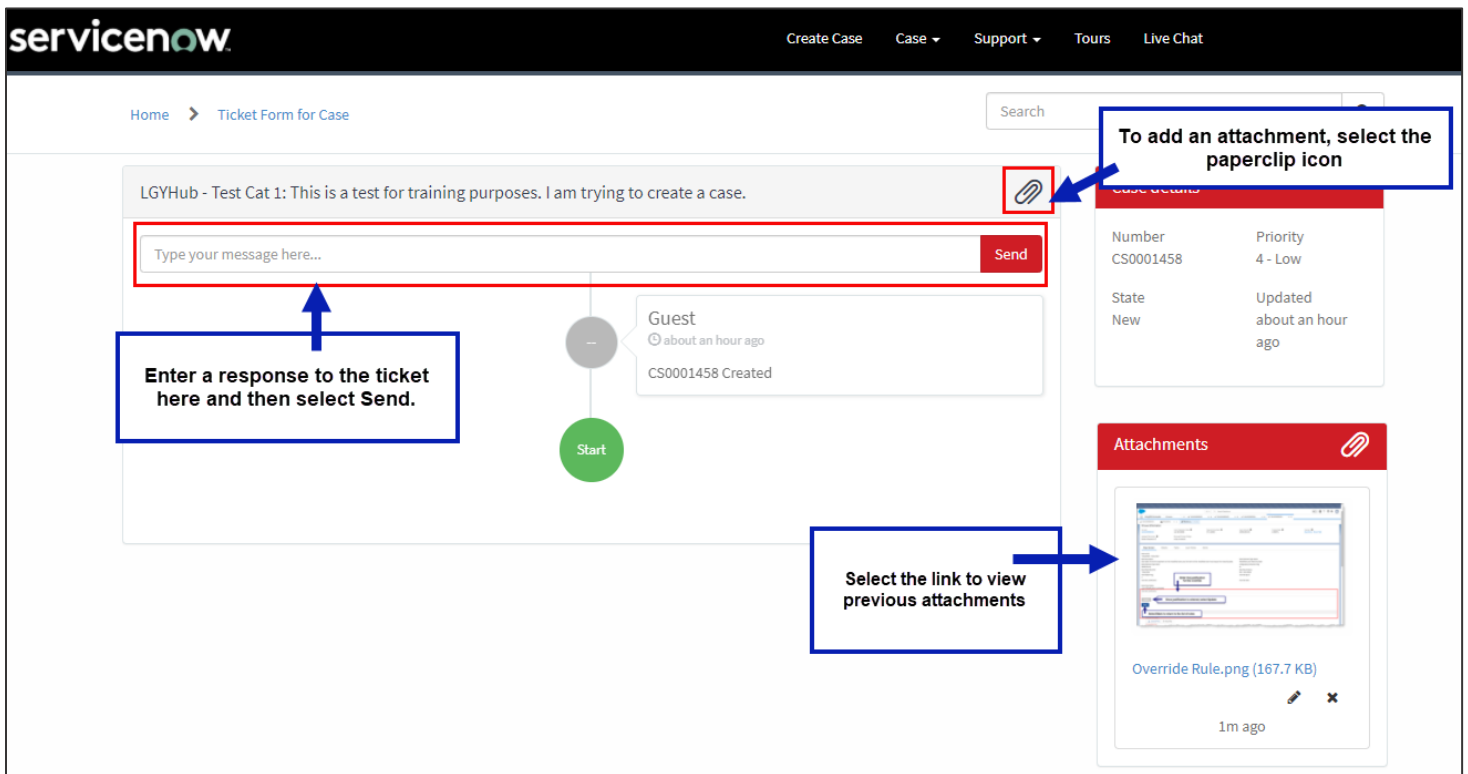 servicenow
Create Case
Case
Support
Tours
Live Chat
Home
Ticket Form for Case
Search
To add an attachment, select the
paperclip icon
LGYHub - Test Cat 1: This is a test for training purposes. I am trying to create a case.
Case details
Type your message here...
Send
Number
Priority
CS0001458
4 - Low
State
Updated
New
about an hour
ago
Guest
about an hour ago
CS0001458 Created
--
Enter a response to the ticket
here and then select Send.
Start
Attachments
Select the link to view
previous attachments
Override Rule.png (167.7 KB)
1m ago